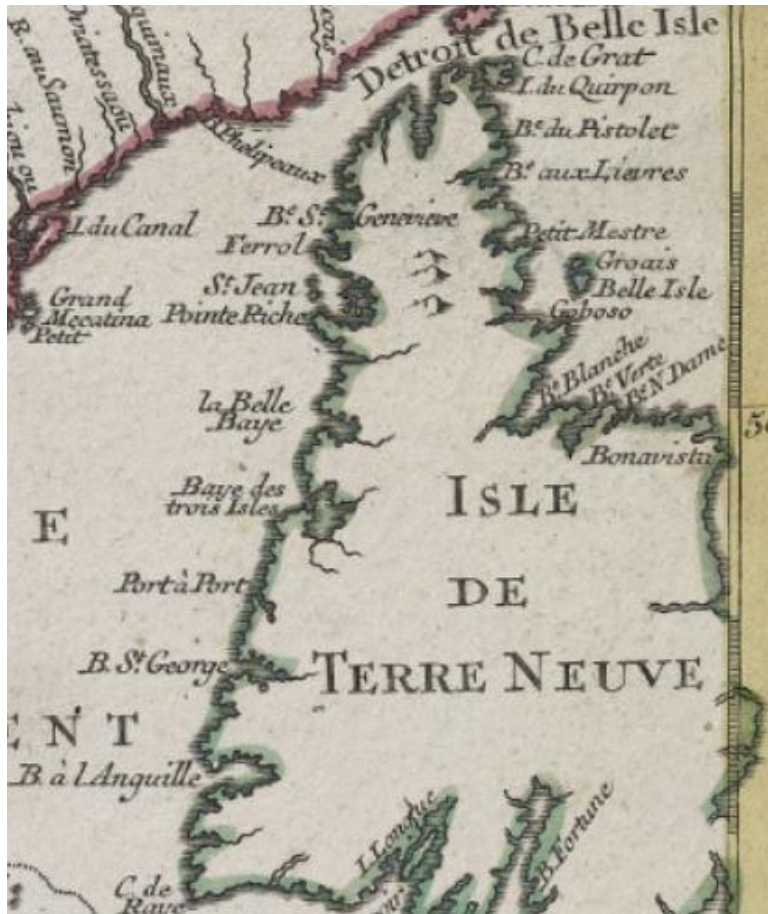 Detroit de Belle Isle
C. de Grat
I. du Quirpon
Be. du Pistolet
Be. aux Lievres
R. au Saumon
B. Phelipeaux
I. du Canal
Be. Ste. Genevieve
Petit Mestre
Ferrol
Groais
St. Jean
Belle Isle
Grand
Mecatina
Petit
Pointe Riche
Goboso
Be. Blanche
Be. Verte
Be. N. Dame
la Belle
Baye
50
Bonavista
Baye des
trois Isles
E
ISLE
Port à Port
DE
B. St. George
TERRE NEUVE
ENT
B. à l'Anguille
I. Longue
B. Fortune
C. de
Raye